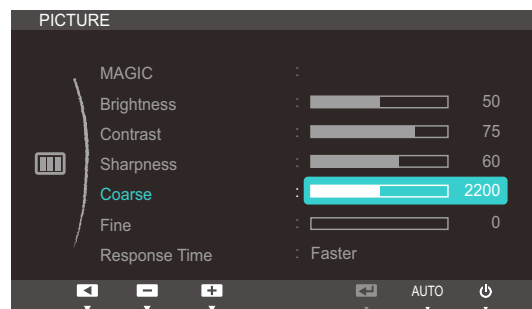 PICTURE
MAGIC :
Brightness : 50
Contrast : 75
Sharpness : 60
Coarse : 2200
Fine : 0
Response Time : Faster
AUTO